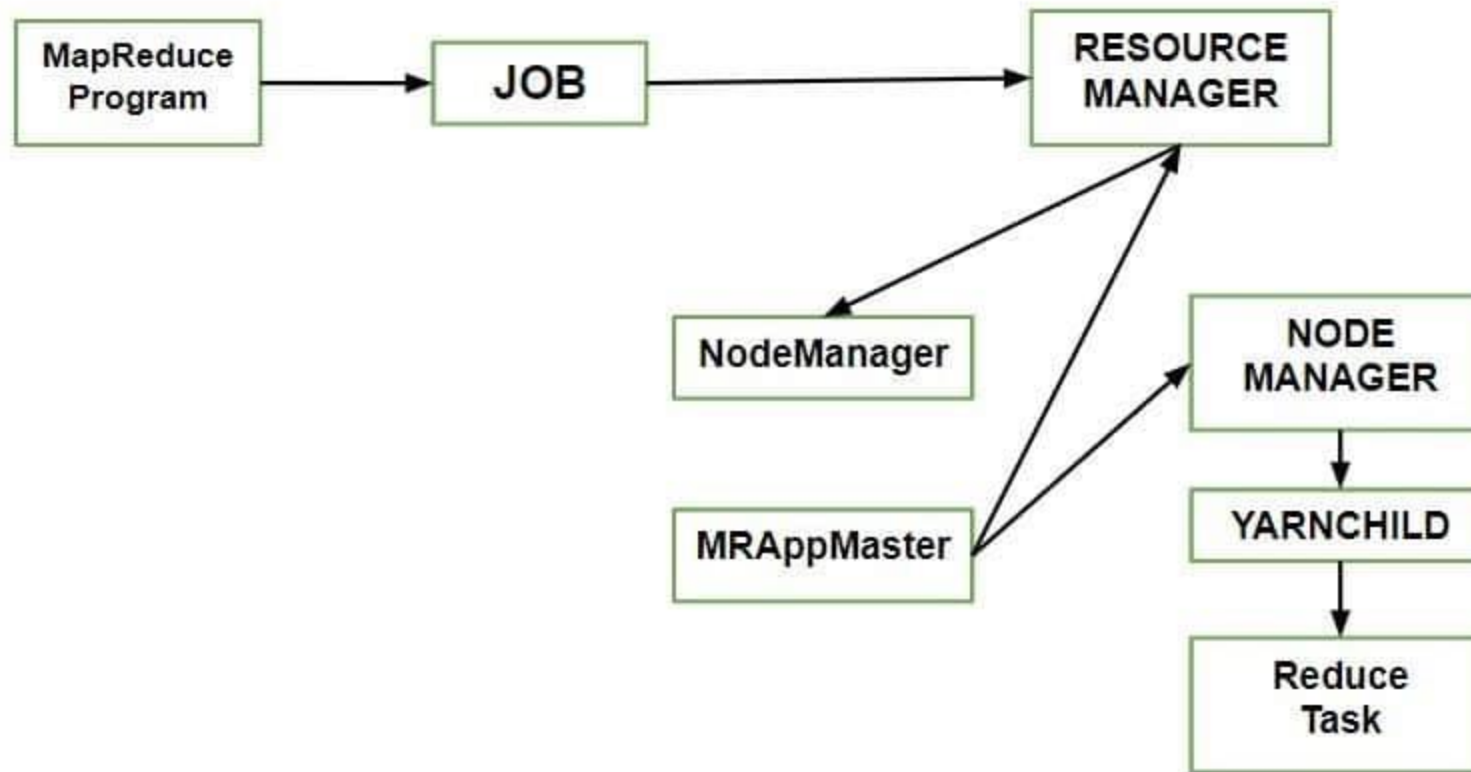 MapReduce
Program
JOB
RESOURCE
MANAGER
NodeManager
NODE
MANAGER
MRAppMaster
YARNCHILD
Reduce
Task